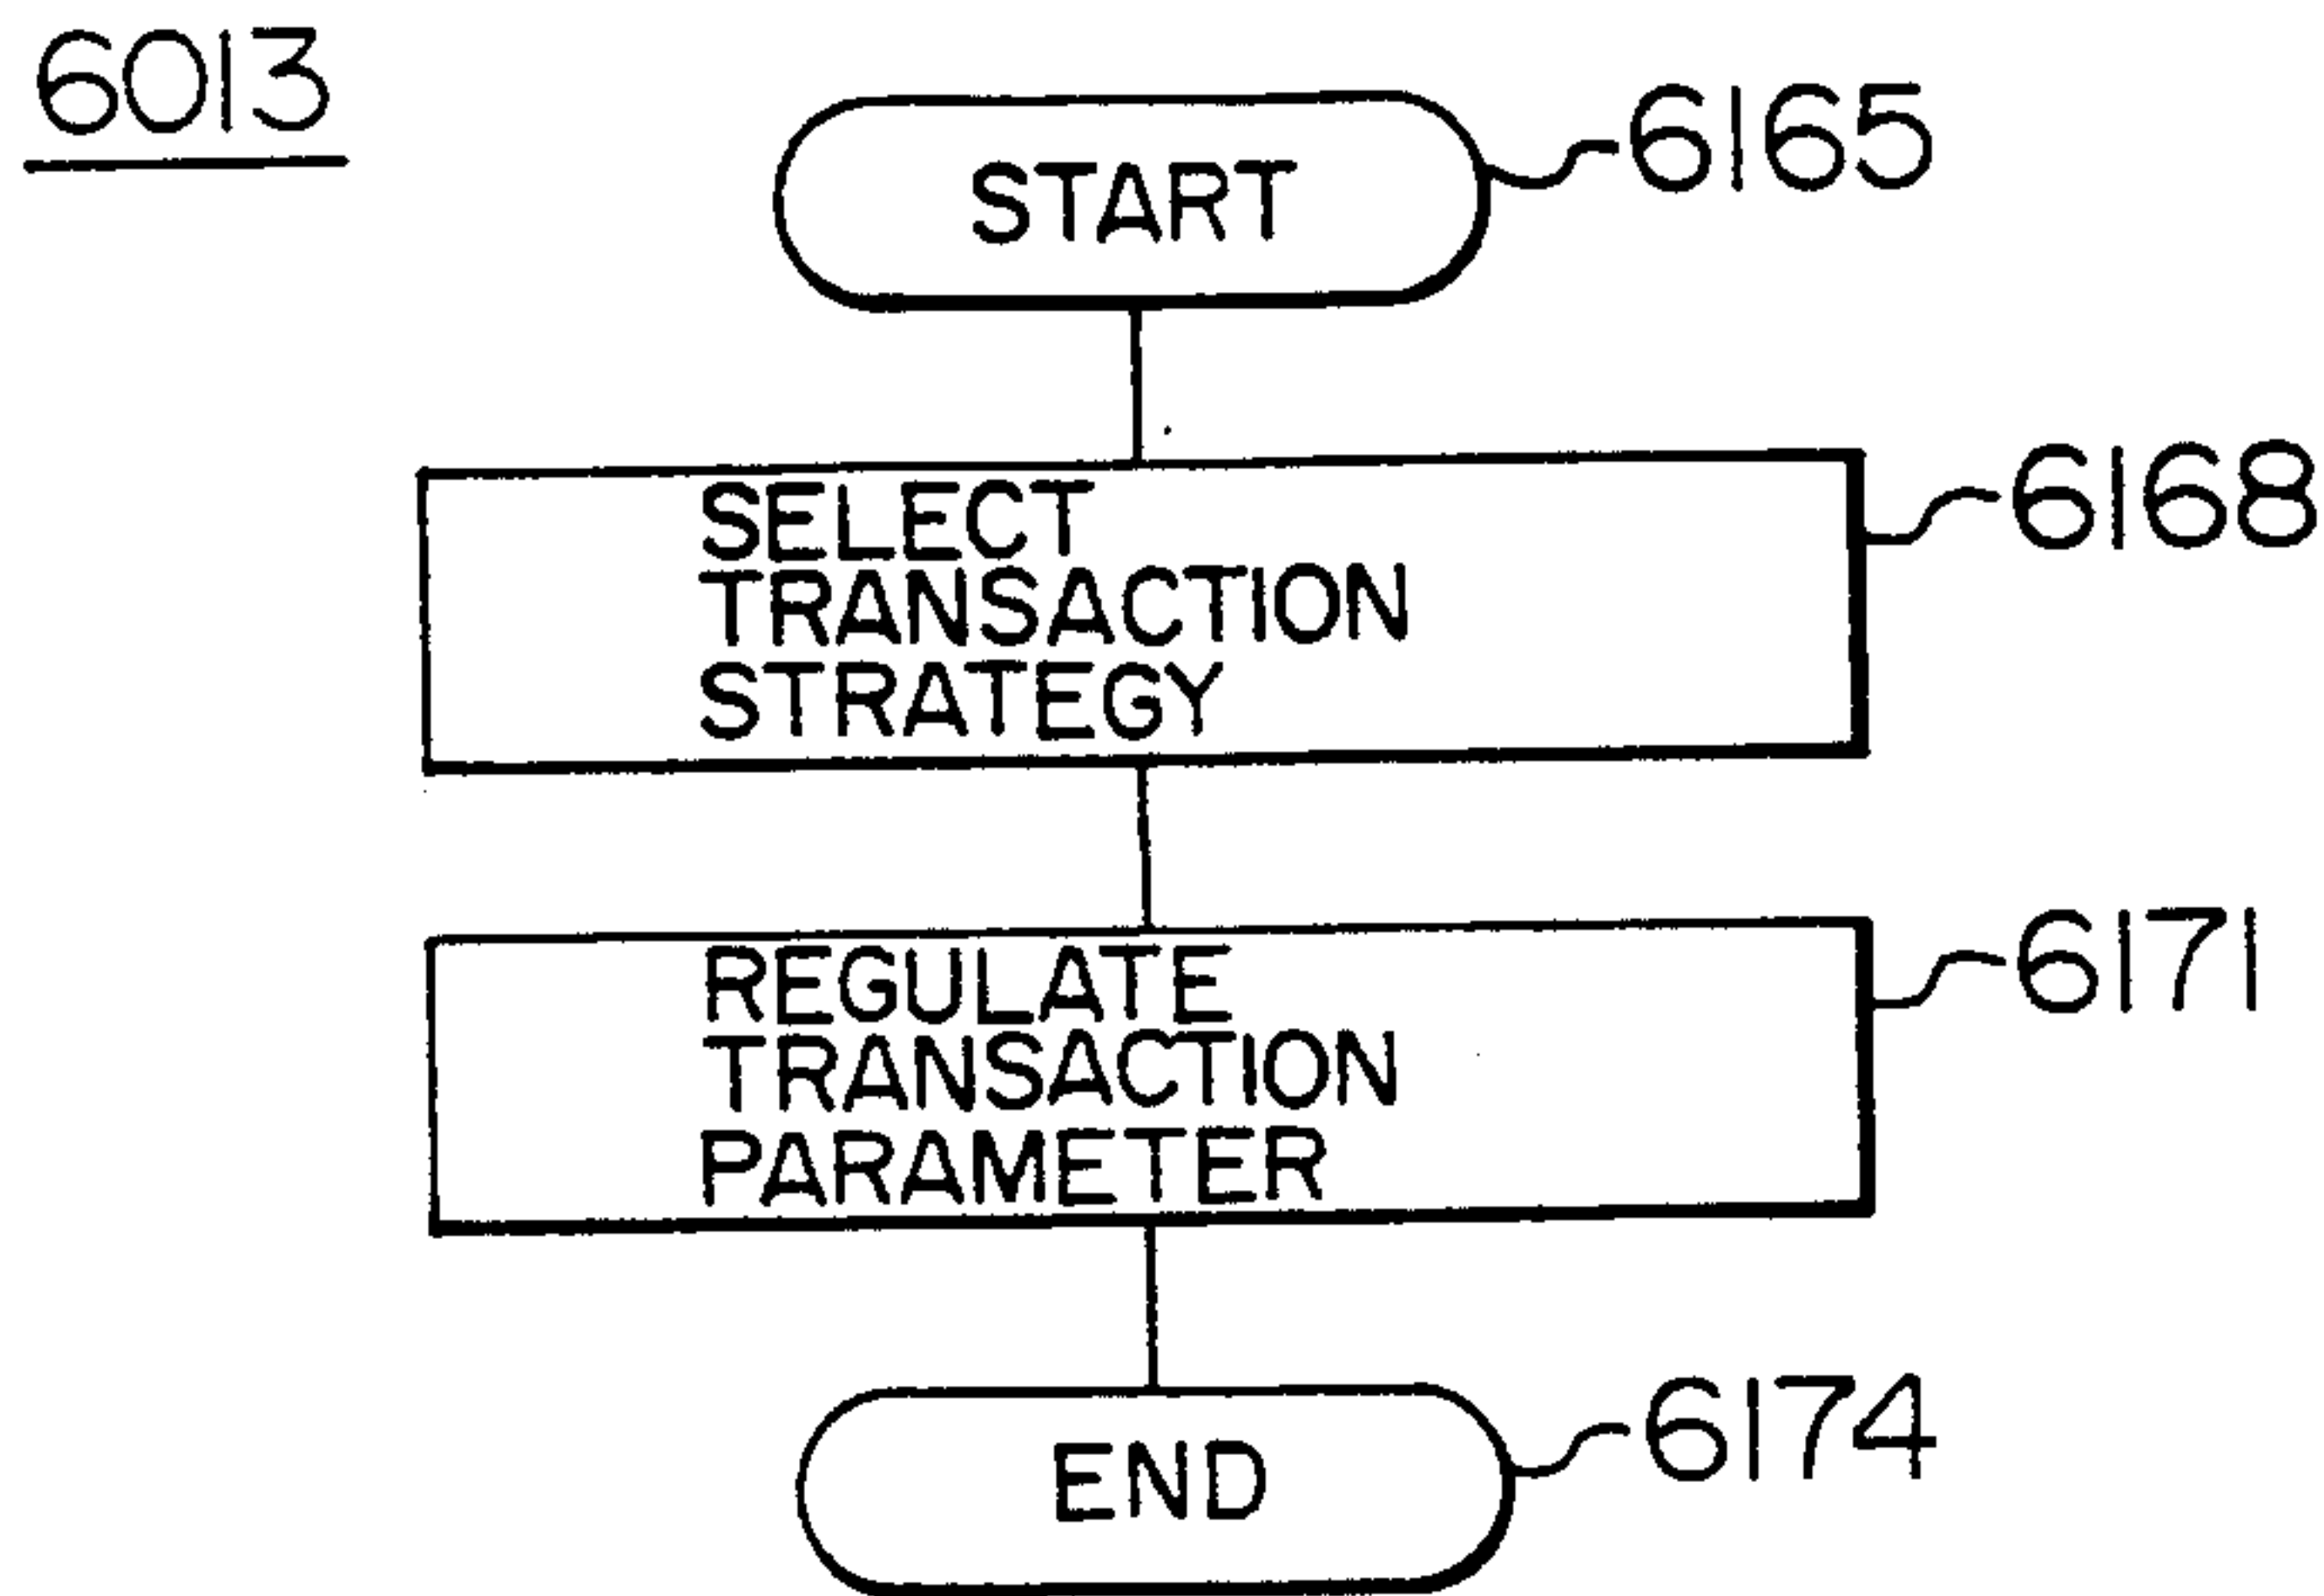 6013
START
6165
SELECT
TRANSACTION
STRATEGY
6168
REGULATE
TRANSACTION
PARAMETER
6171
END
6174